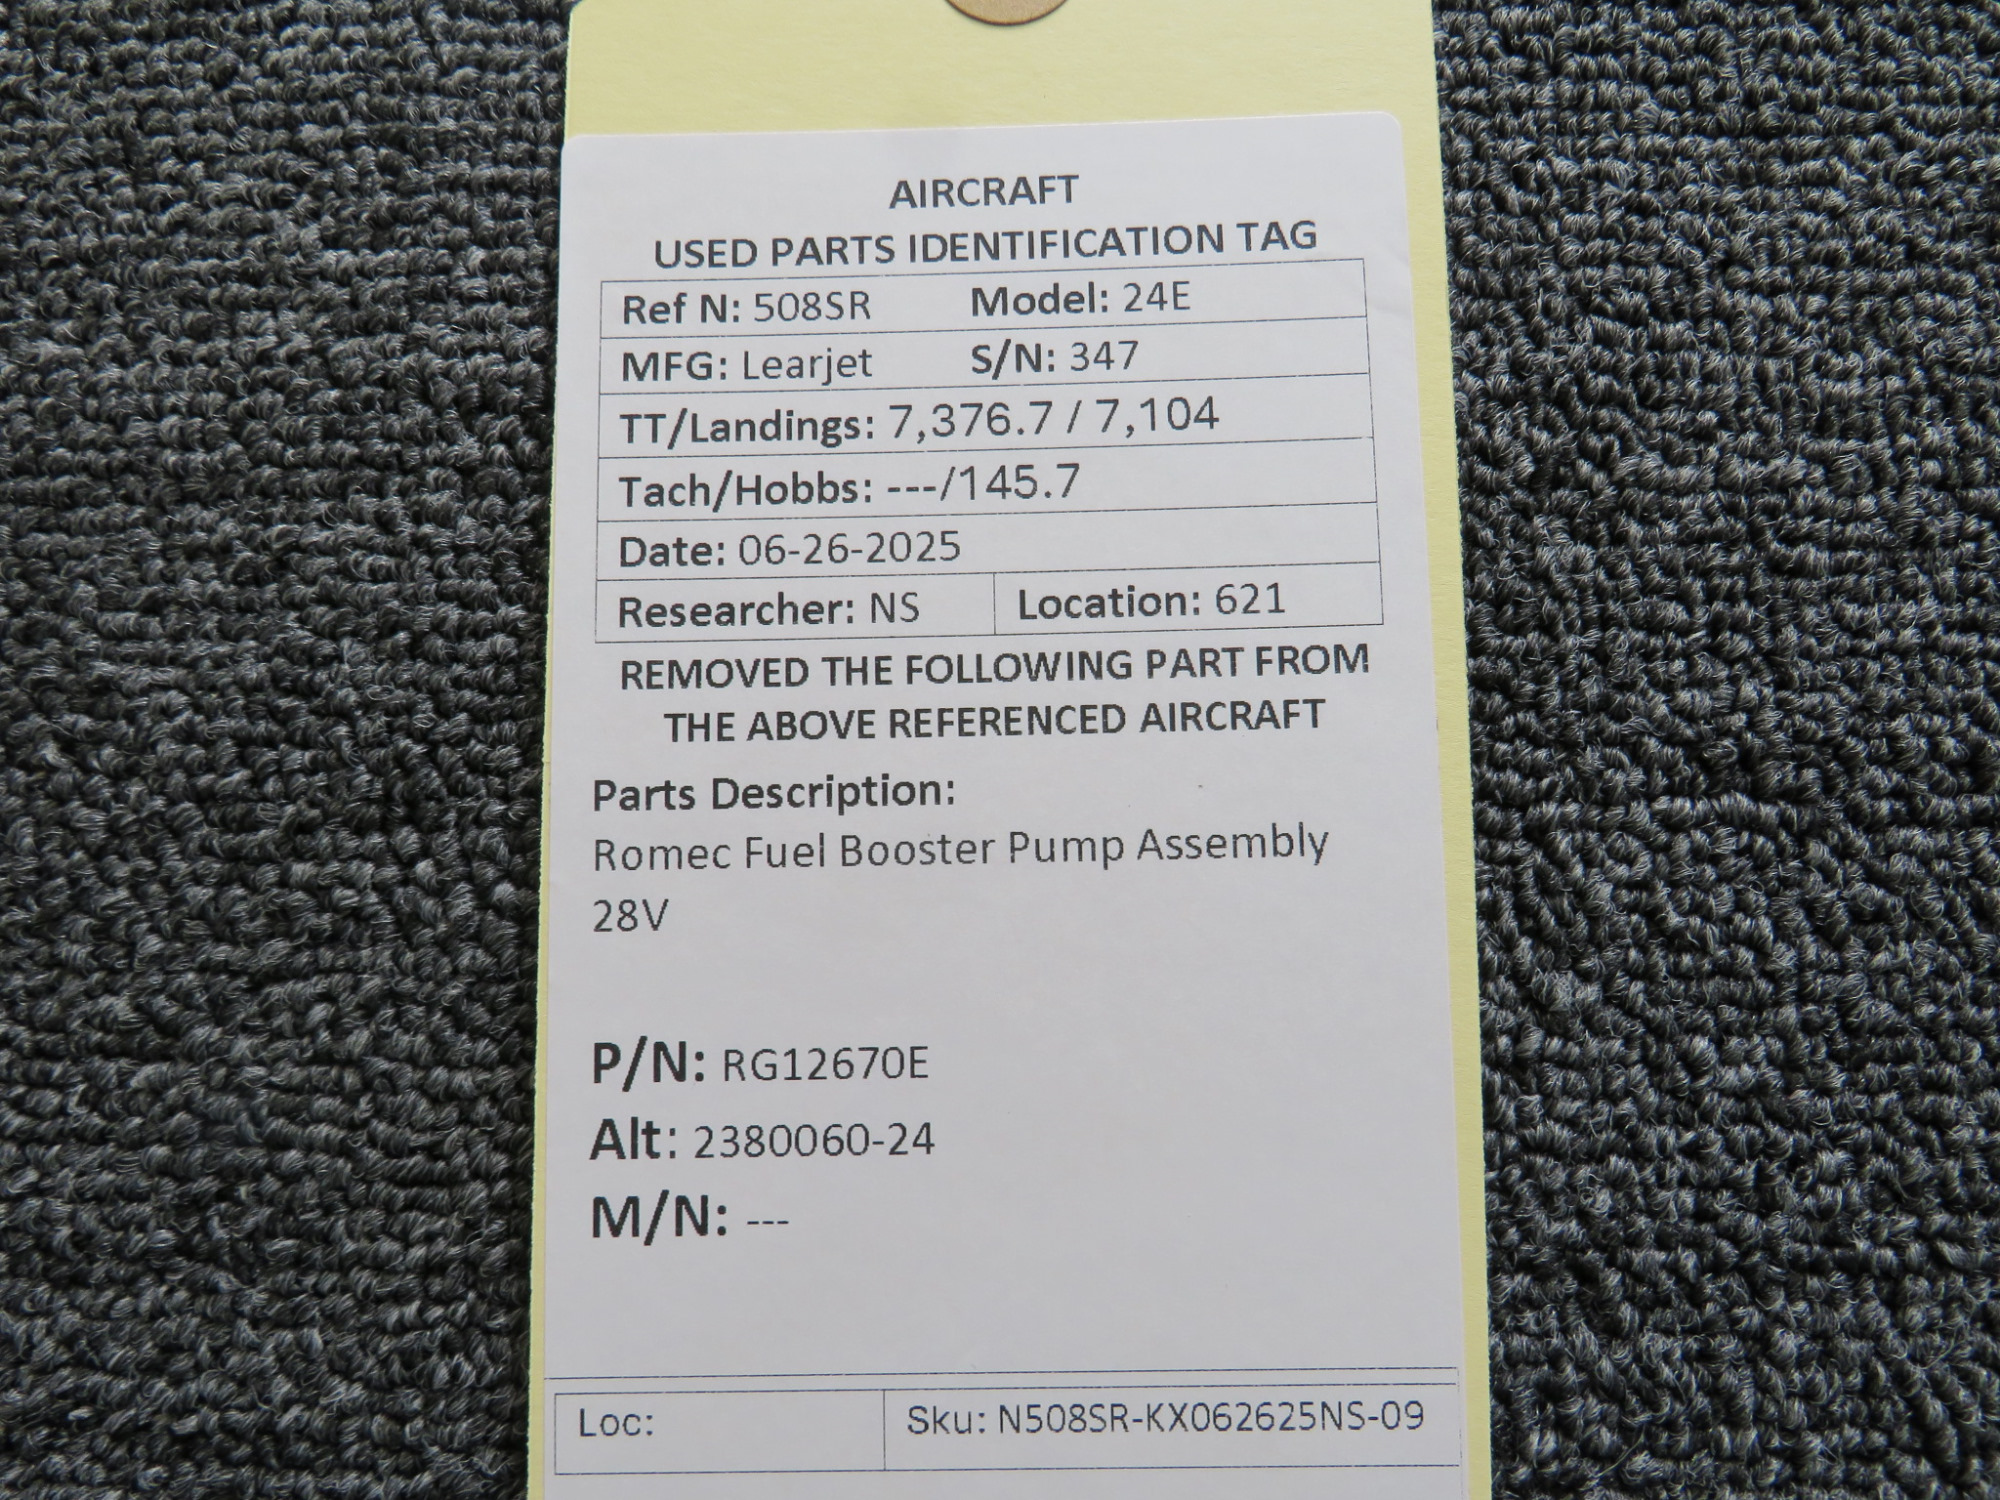 AIRCRAFT
USED PARTS IDENTIFICATION TAG
Ref N: 508SR Model: 24E
MFG: Learjet S/N: 347
TT/Landings: 7,376.7 / 7,104
Tach/Hobbs: ---/145.7
Date: 06-26-2025
Researcher: NS Location: 621
REMOVED THE FOLLOWING PART FROM
THE ABOVE REFERENCED AIRCRAFT
Parts Description:
Romec Fuel Booster Pump Assembly
28V
P/N: RG12670E
Alt: 2380060-24
M/N: ---
Loc: Sku: N508SR-KX062625NS-09